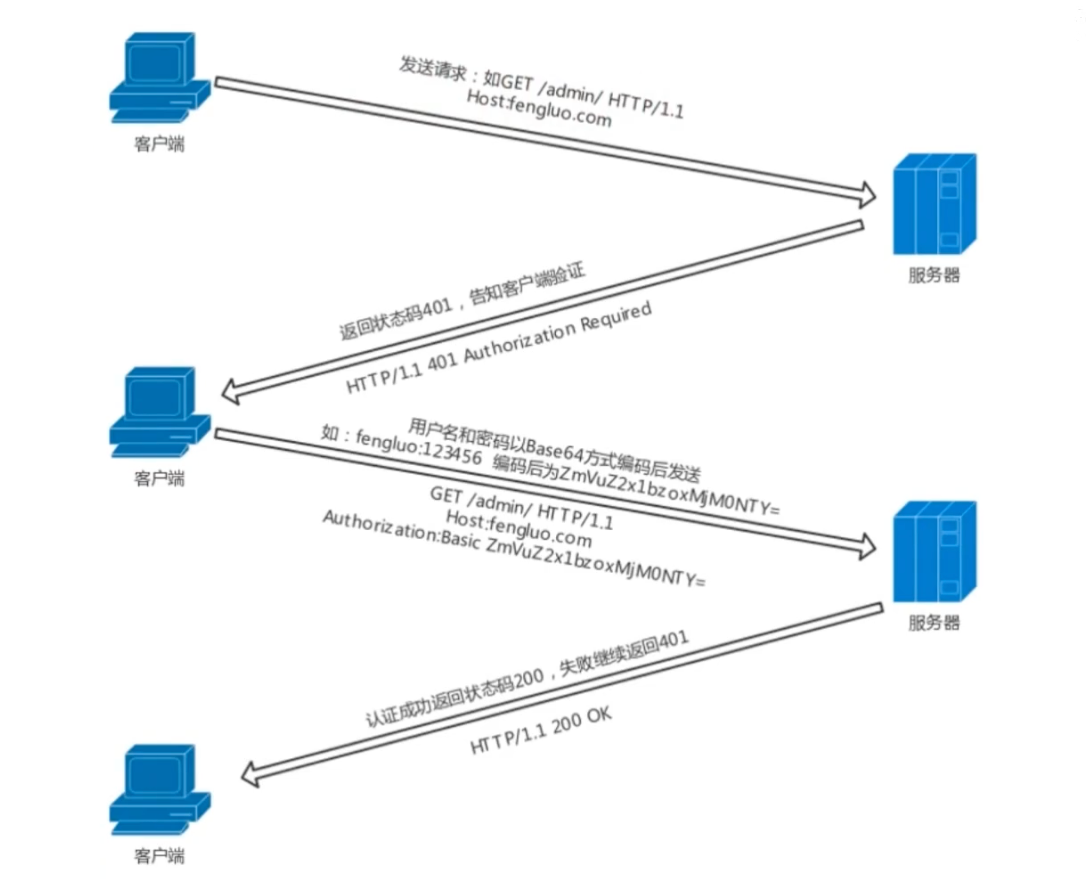 发送请求：如GET /admin/ HTTP/1.1
Host:fengluo.com
客户端
服务器
返回状态码401，告知客户端验证
HTTP/1.1 401 Authorization Required
客户端
用户名和密码以Base64方式编码后发送
如：fengluo:123456 编码后为ZmVuZ2x1bzoxMjM0NTY=
GET /admin/ HTTP/1.1
Host:fengluo.com
Authorization:Basic ZmVuZ2x1bzoxMjM0NTY=
服务器
认证成功返回状态码200，失败继续返回401
HTTP/1.1 200 OK
客户端